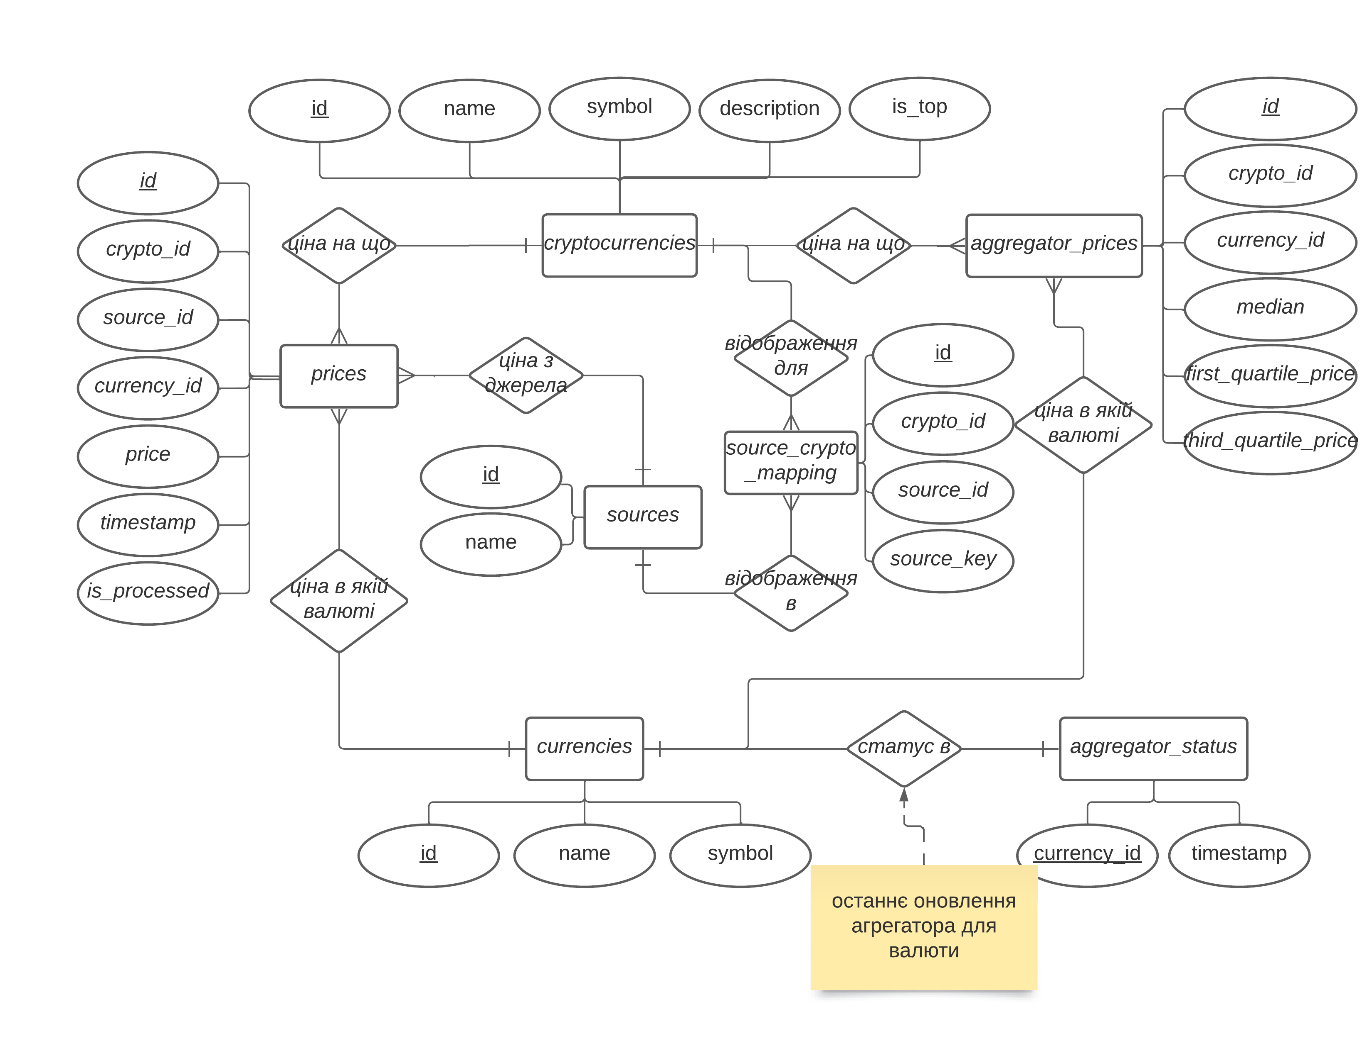 id
name
symbol
description
is_top
id
crypto_id
source_id
currency_id
price
timestamp
is_processed
ціна на що
cryptocurrencies
ціна на що
aggregator_prices
id
crypto_id
currency_id
median
first_quartile_price
third_quartile_price
prices
ціна з
джерела
відображення
для
id
crypto_id
source_id
source_key
ціна в якій
валюті
source_crypto
_mapping
id
name
sources
відображення
в
ціна в якій
валюті
currencies
статус в
aggregator_status
id
name
symbol
currency_id
timestamp
останнє оновлення
агрегатора для
валюти